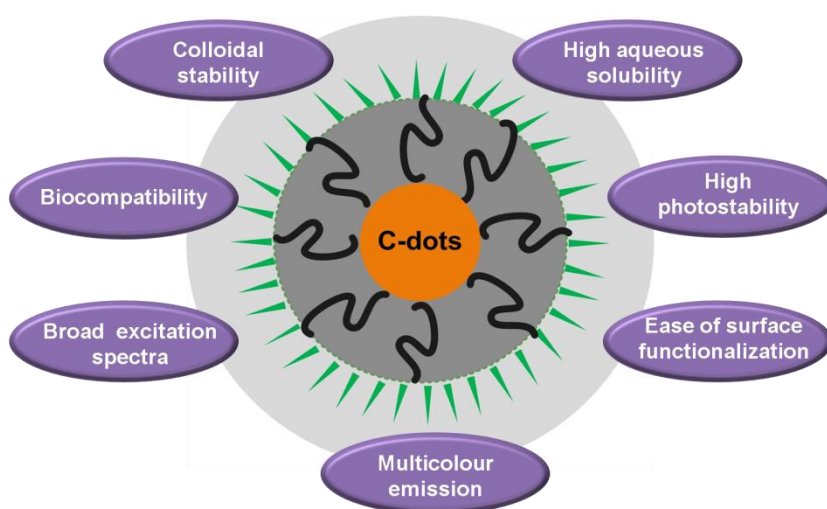 Colloidal
stability
High aqueous
solubility
Biocompatibility
High
photostability
C-dots
Broad excitation
spectra
Ease of surface
functionalization
Multicolour
emission